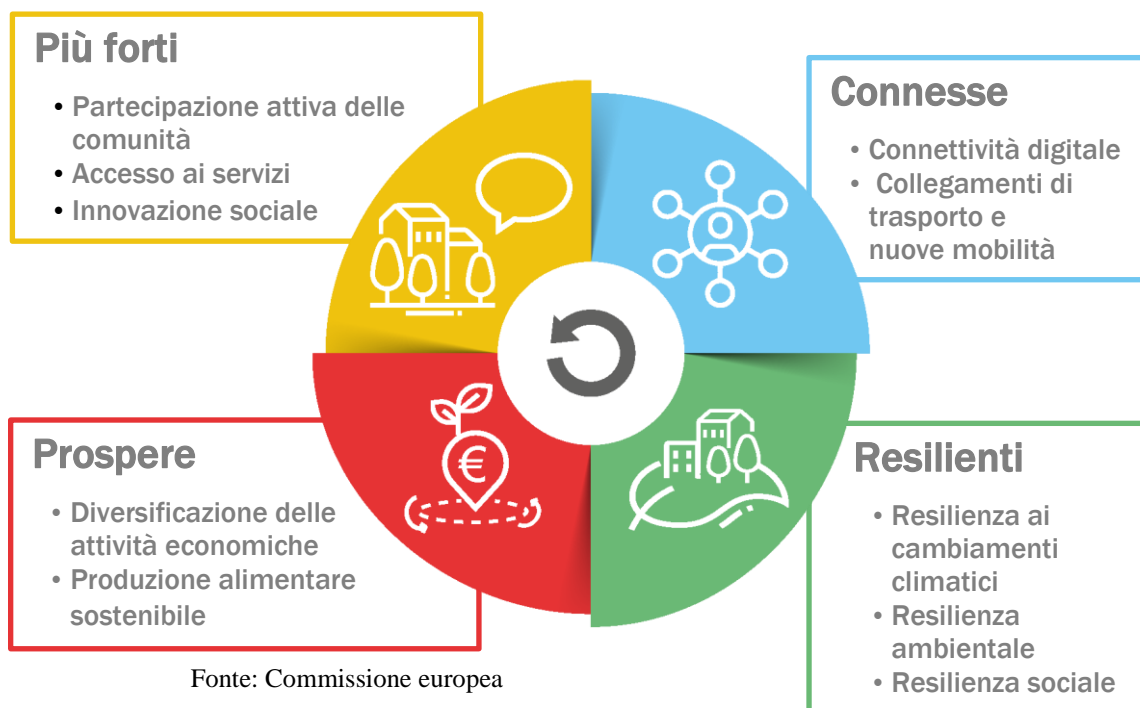 Più forti
• Partecipazione attiva delle
comunità
• Accesso ai servizi
• Innovazione sociale
Connesse
• Connettività digitale
• Collegamenti di
trasporto e
nuove mobilità
€
Prospere
• Diversificazione delle
attività economiche
• Produzione alimentare
sostenibile
Resilienti
• Resilienza ai
cambiamenti
climatici
• Resilienza
ambientale
• Resilienza sociale
Fonte: Commissione europea